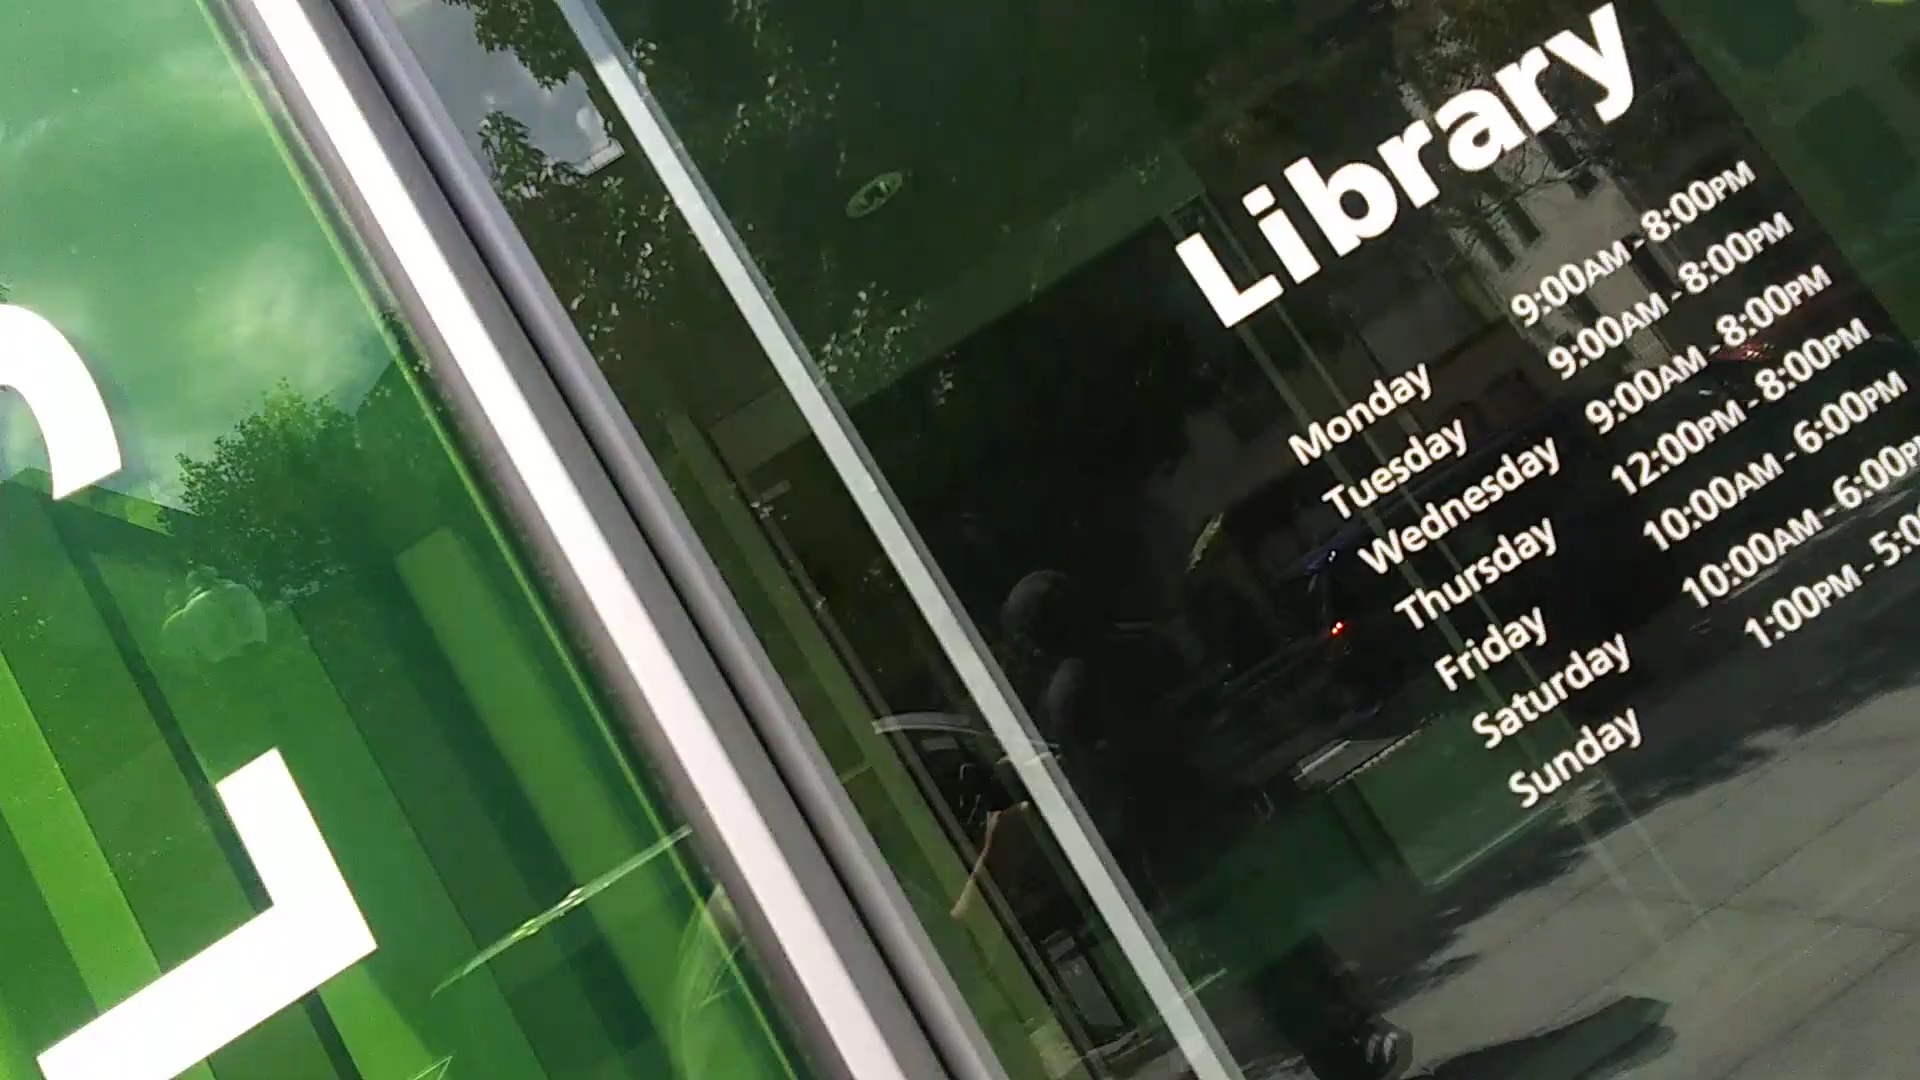 Library
Monday 9:00AM - 8:00PM
Tuesday 9:00AM - 8:00PM
Wednesday 9:00AM - 8:00PM
Thursday 12:00PM - 8:00PM
Friday 10:00AM - 6:00PM
Saturday 10:00AM - 6:00P
Sunday 1:00PM - 5:0